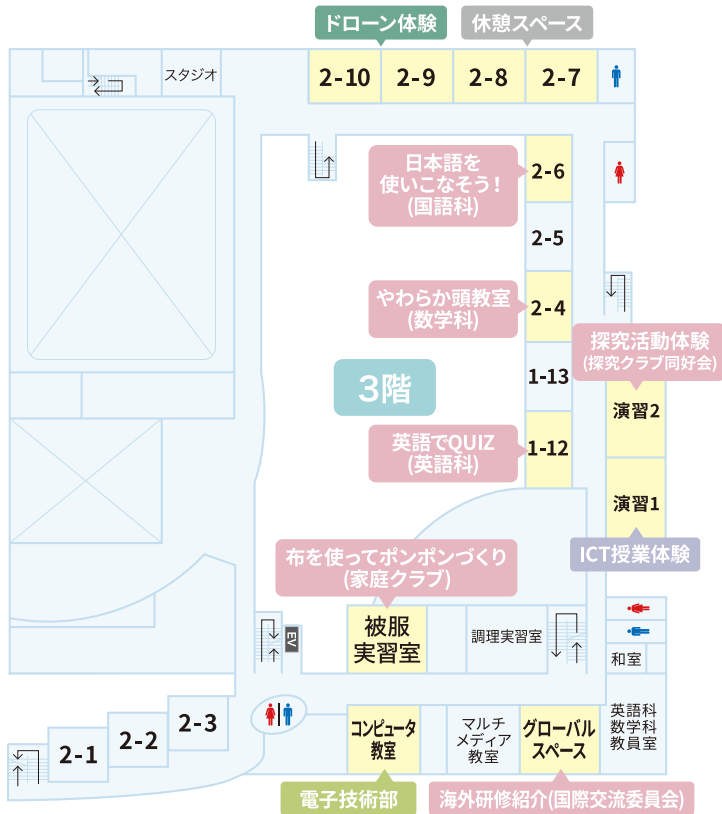 ドローン体験
休憩スペース
スタジオ
2-10
2-9
2-8
2-7
日本語を
使いこなそう！
(国語科)
2-6
2-5
やわらか頭教室
(数学科)
2-4
探究活動体験
(探究クラブ同好会)
3階
1-13
演習2
英語でQUIZ
(英語科)
1-12
演習1
ICT授業体験
布を使ってポンポンづくり
(家庭クラブ)
EV
被服
実習室
調理実習室
和室
2-1
2-2
2-3
コンピュータ
教室
マルチ
メディア
教室
グローバル
スペース
英語科
数学科
教員室
電子技術部
海外研修紹介(国際交流委員会)